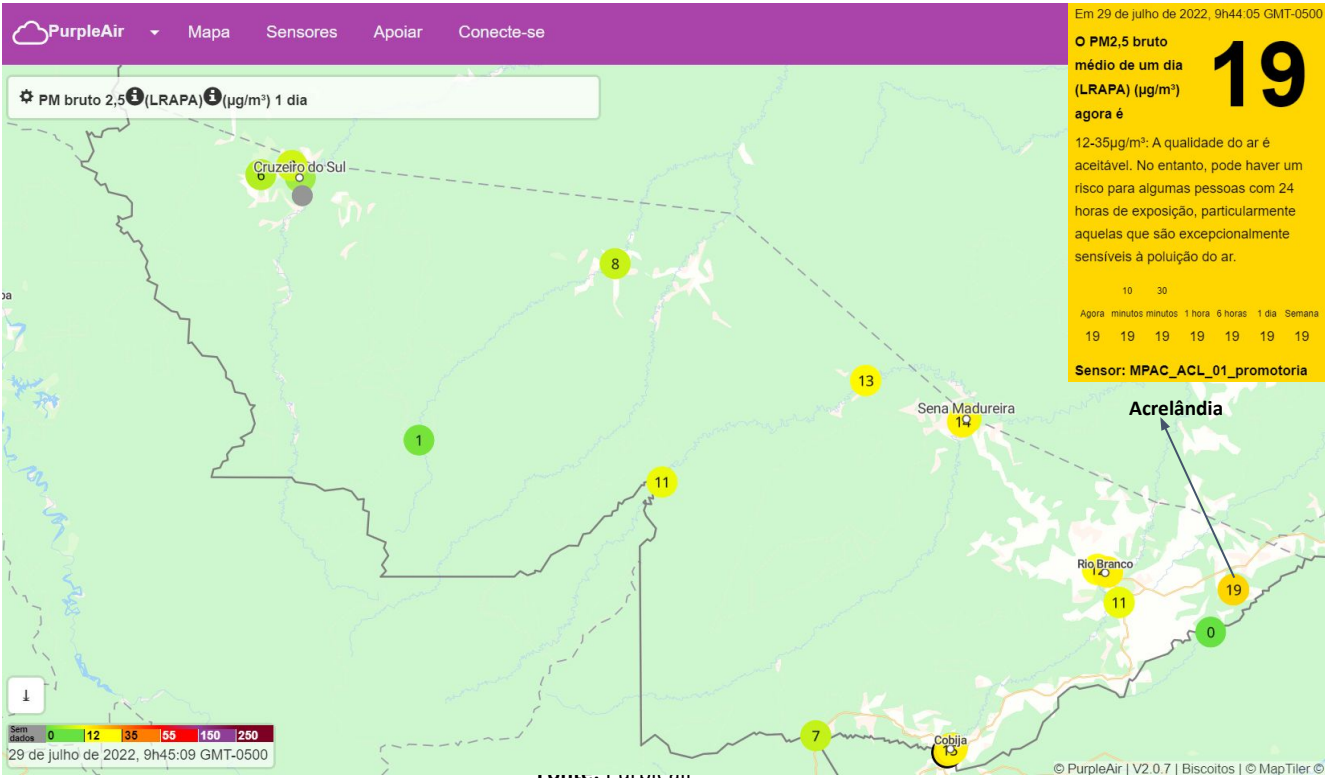 PurpleAir Mapa Sensores Apoiar Conecte-se
PM bruto 2,5 (LRAPA) (µg/m³) 1 dia
Em 29 de julho de 2022, 9h44:05 GMT-0500
O PM2,5 bruto
médio de um dia
(LRAPA) (µg/m³)
agora é
19
12-35µg/m³: A qualidade do ar é
aceitável. No entanto, pode haver um
risco para algumas pessoas com 24
horas de exposição, particularmente
aquelas que são excepcionalmente
sensíveis à poluição do ar.
10 30
Agora minutos minutos 1 hora 6 horas 1 dia Semana
19 19 19 19 19 19 19
Sensor: MPAC_ACL_01_promotoria
Cruzeiro do Sul
6
8
13
Acrelândia
Sena Madureira
14
1
11
Rio Branco
19
11
0
7
Cobija
Sem dados 0 12 35 55 150 250
29 de julho de 2022, 9h45:09 GMT-0500
© PurpleAir | V2.0.7 | Biscoitos | © MapTiler ©